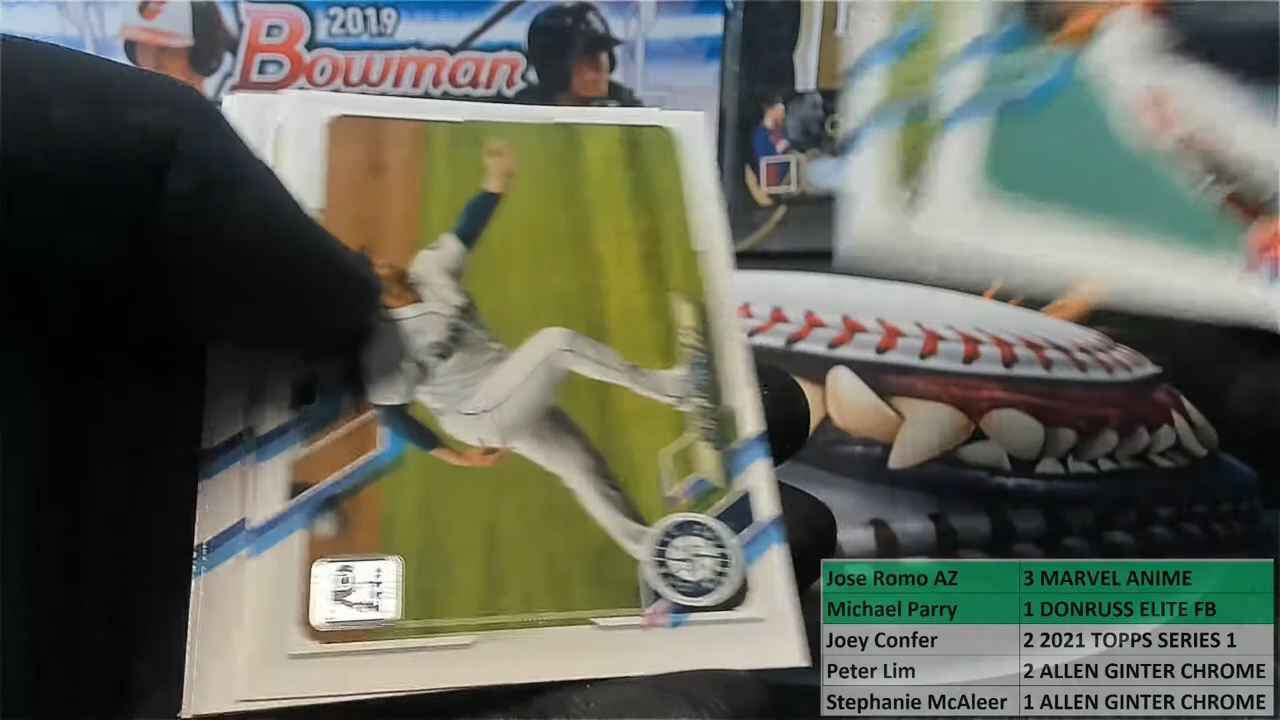 2019
Bowman
Jose Romo AZ 3 MARVEL ANIME
Michael Parry 1 DONRUSS ELITE FB
Joey Confer 2 2021 TOPPS SERIES 1
Peter Lim 2 ALLEN GINTER CHROME
Stephanie McAleer 1 ALLEN GINTER CHROME